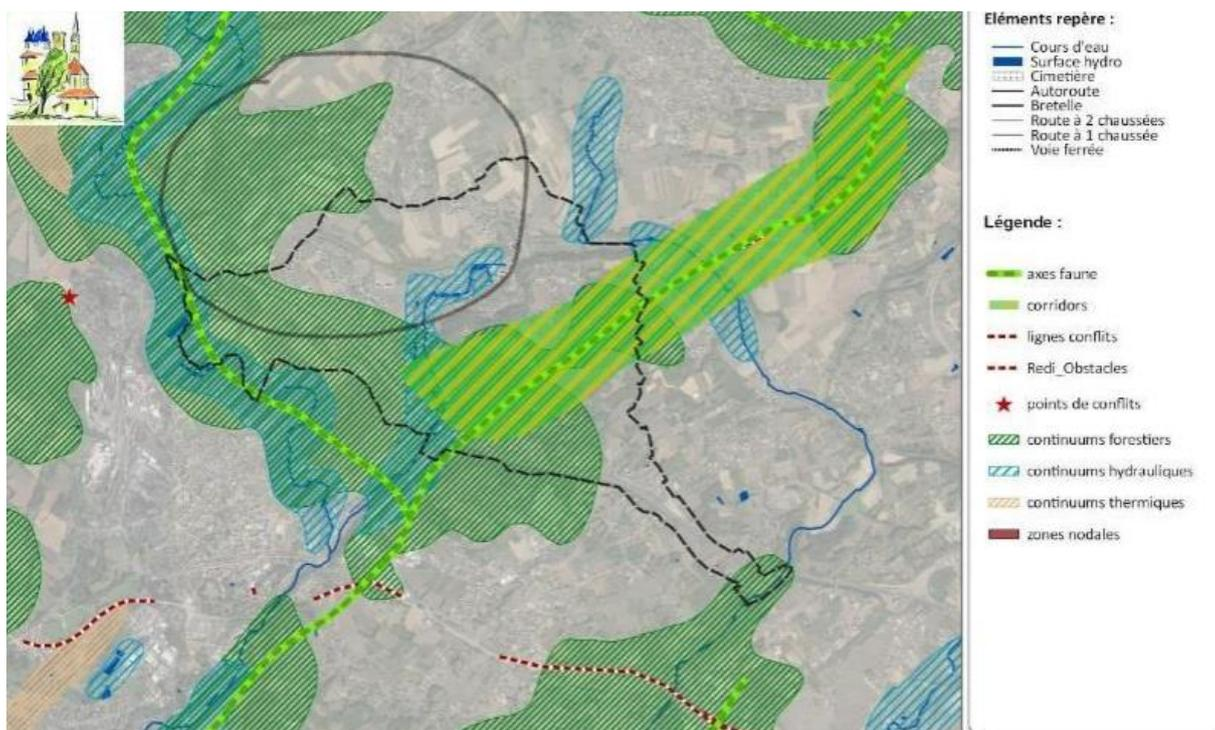 Eléments repère :
Cours d'eau
Surface hydro
Cimetière
Autoroute
Bretelle
Route à 2 chaussées
Route à 1 chaussée
Voie ferrée
Légende :
axes faune
corridors
lignes conflits
Redi_Obstacles
points de conflits
continuums forestiers
continuums hydrauliques
continuums thermiques
zones nodales